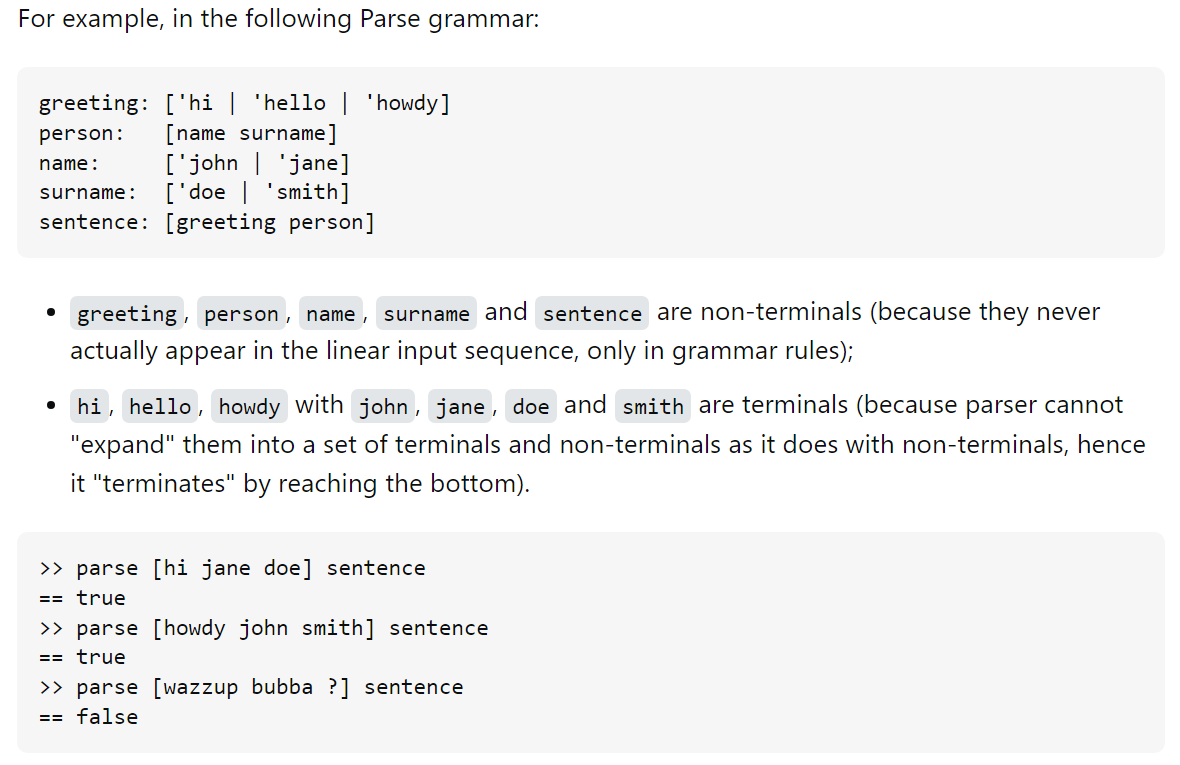 For example, in the following Parse grammar:
greeting: ['hi | 'hello | 'howdy]
person:   [name surname]
name:     ['john | 'jane]
surname:  ['doe | 'smith]
sentence: [greeting person]
• greeting, person, name, surname and sentence are non-terminals (because they never
actually appear in the linear input sequence, only in grammar rules);
• hi, hello, howdy with john, jane, doe and smith are terminals (because parser cannot
"expand" them into a set of terminals and non-terminals as it does with non-terminals, hence
it "terminates" by reaching the bottom).
>> parse [hi jane doe] sentence
== true
>> parse [howdy john smith] sentence
== true
>> parse [wazzup bubba ?] sentence
== false